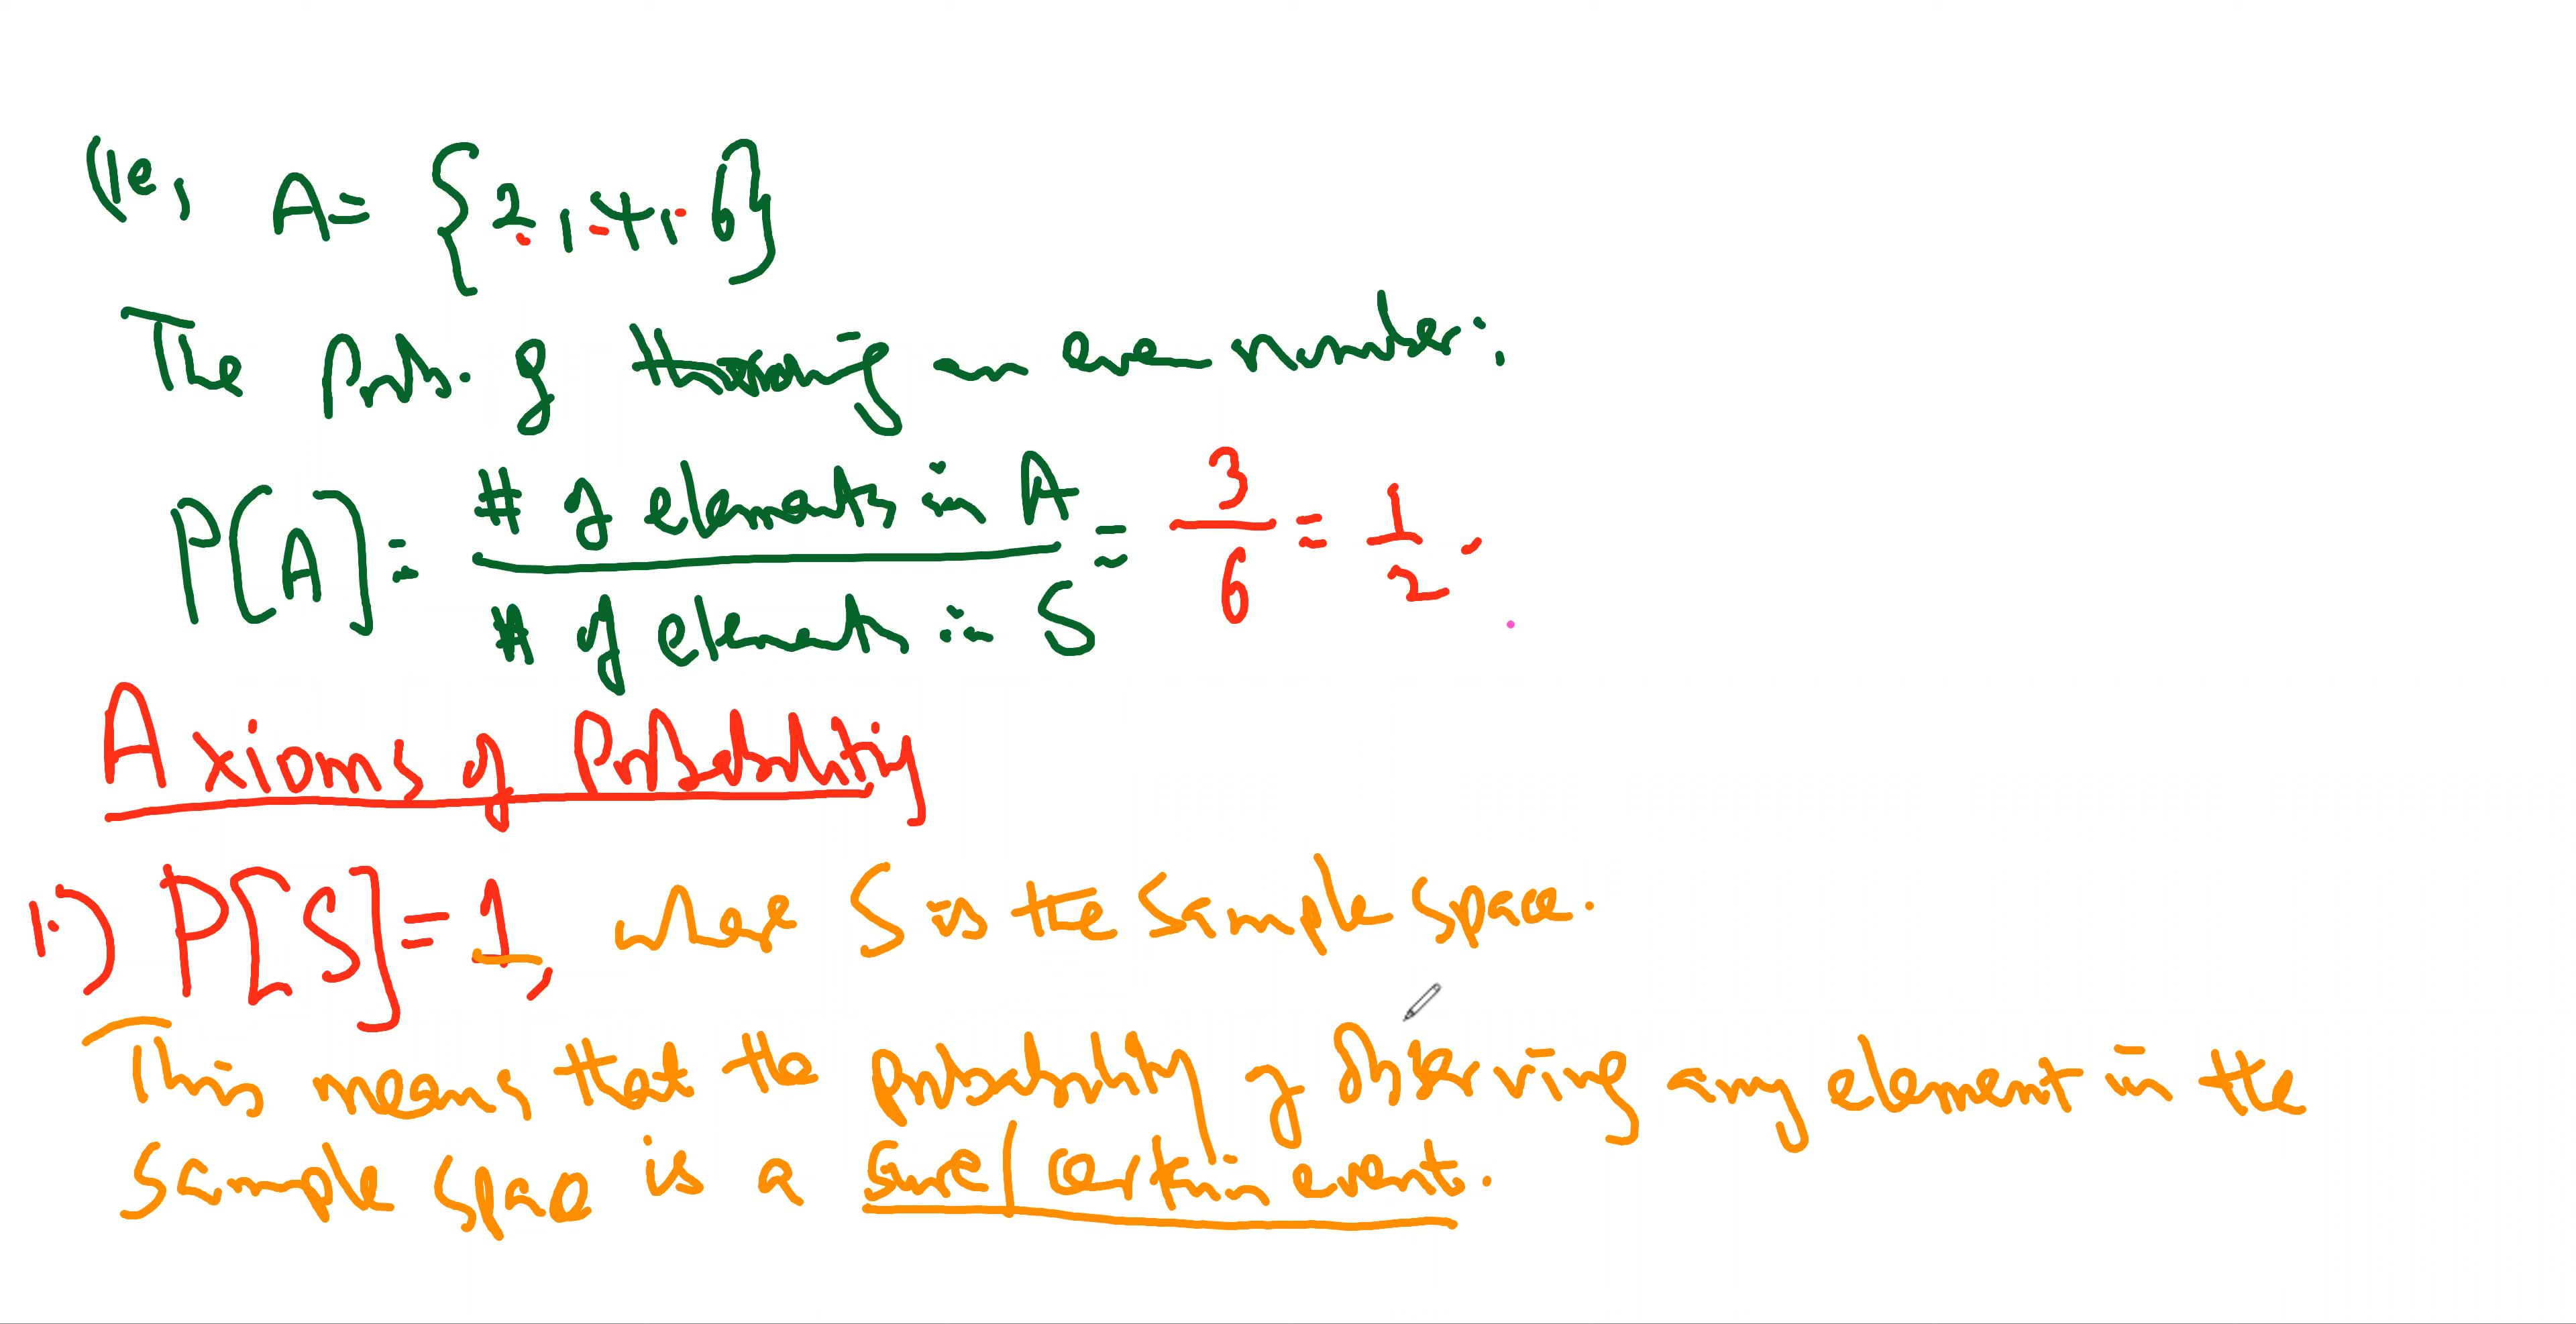 ie, A = {2, 4, 6}
The Prob. of throwing an even number:
P[A] = # of elements in A / # of elements in S = 3/6 = 1/2.
Axioms of Probability
1.) P[S] = 1, where S is the Sample Space.
This means that the probability of observing any element in the
Sample space is a sure/certain event.